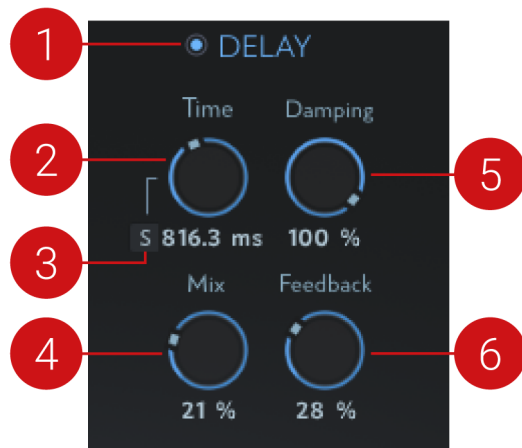 1 DELAY
Time Damping
2
5
3 S 816.3 ms 100 %
Mix Feedback
4
6
21 % 28 %